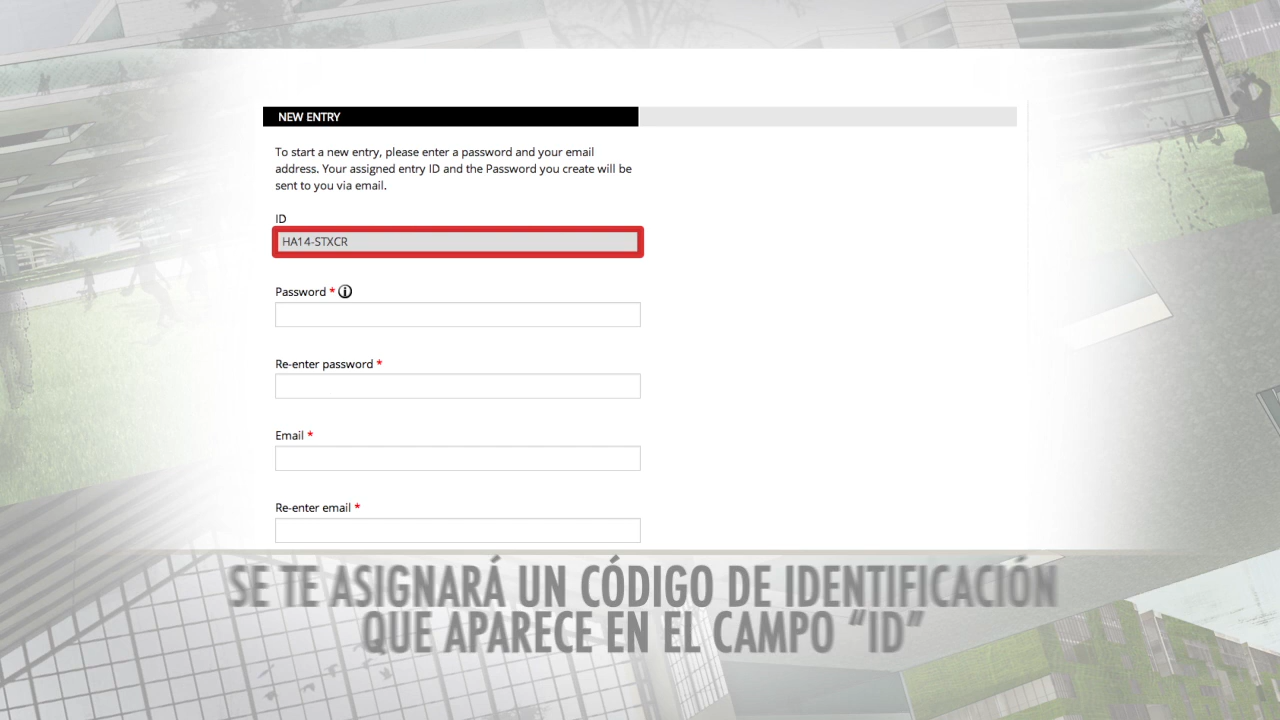 NEW ENTRY
To start a new entry, please enter a password and your email
address. Your assigned entry ID and the Password you create will be
sent to you via email.
ID
HA14-STXCR
Password *
Re-enter password *
Email *
Re-enter email *
SE TE ASIGNARÁ UN CÓDIGO DE IDENTIFICACIÓN
QUE APARECE EN EL CAMPO “ID”